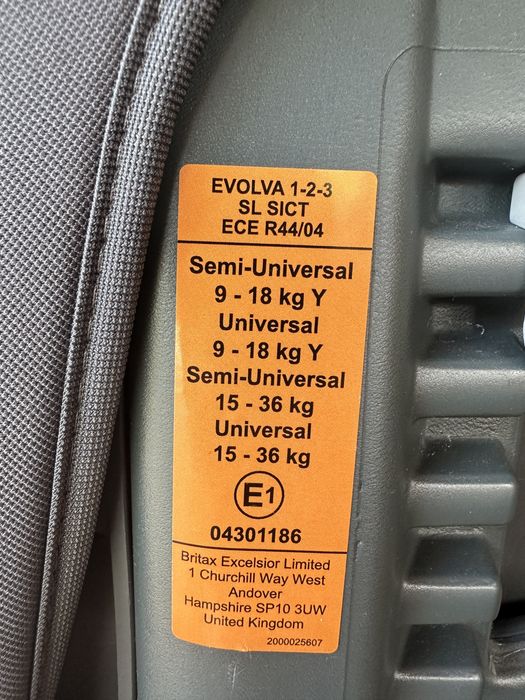 EVOLVA 1-2-3
SL SICT
ECE R44/04
Semi-Universal
9 - 18 kg Y
Universal
9 - 18 kg Y
Semi-Universal
15 - 36 kg
Universal
15 - 36 kg
E1
04301186
Britax Excelsior Limited
1 Churchill Way West
Andover
Hampshire SP10 3UW
United Kingdom
2000025607